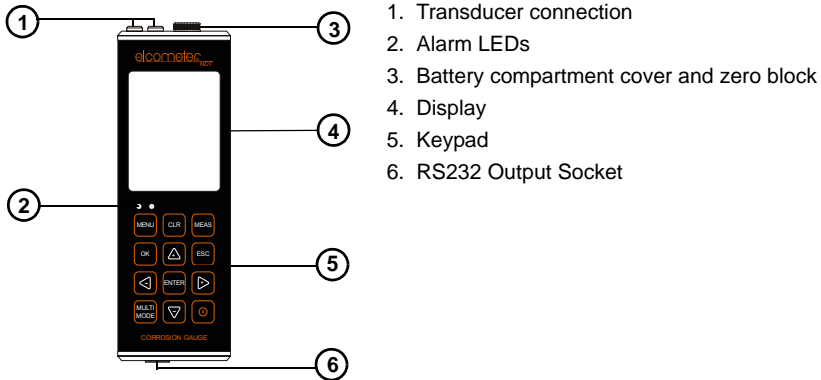 1
3
4
2
5
6
elcometer
NDT
MENU CLR MEAS
OK ESC
ENTER
MULTI
MODE
CORROSION GAUGE
1. Transducer connection
2. Alarm LEDs
3. Battery compartment cover and zero block
4. Display
5. Keypad
6. RS232 Output Socket